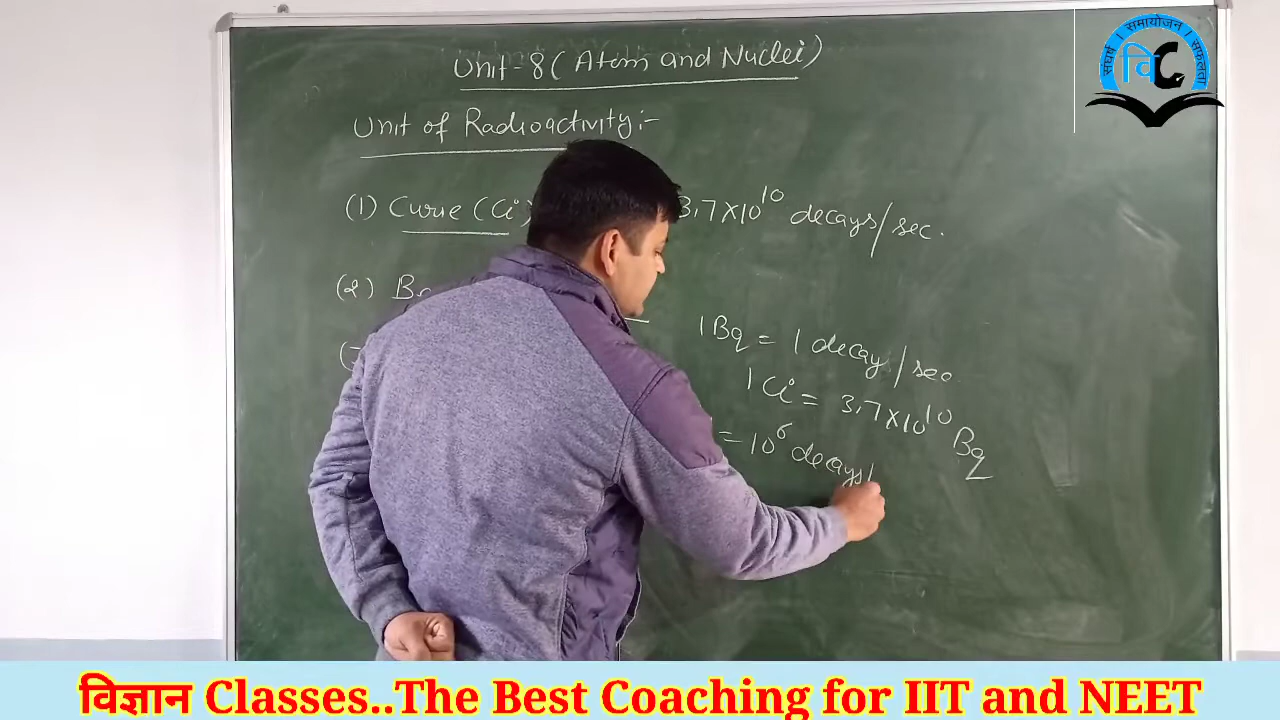 संघर्ष । समायोजन । सफलता
वि C
Unit-8 (Atom and Nuclei)
Unit of Radioactivity:-
(1) Curie (Ci) 3.7×10¹⁰ decays/sec.
(2)
1 Bq = 1 decay/sec
1 Ci = 3.7×10¹⁰ Bq
= 10⁶ decays/
विज्ञान Classes..The Best Coaching for IIT and NEET